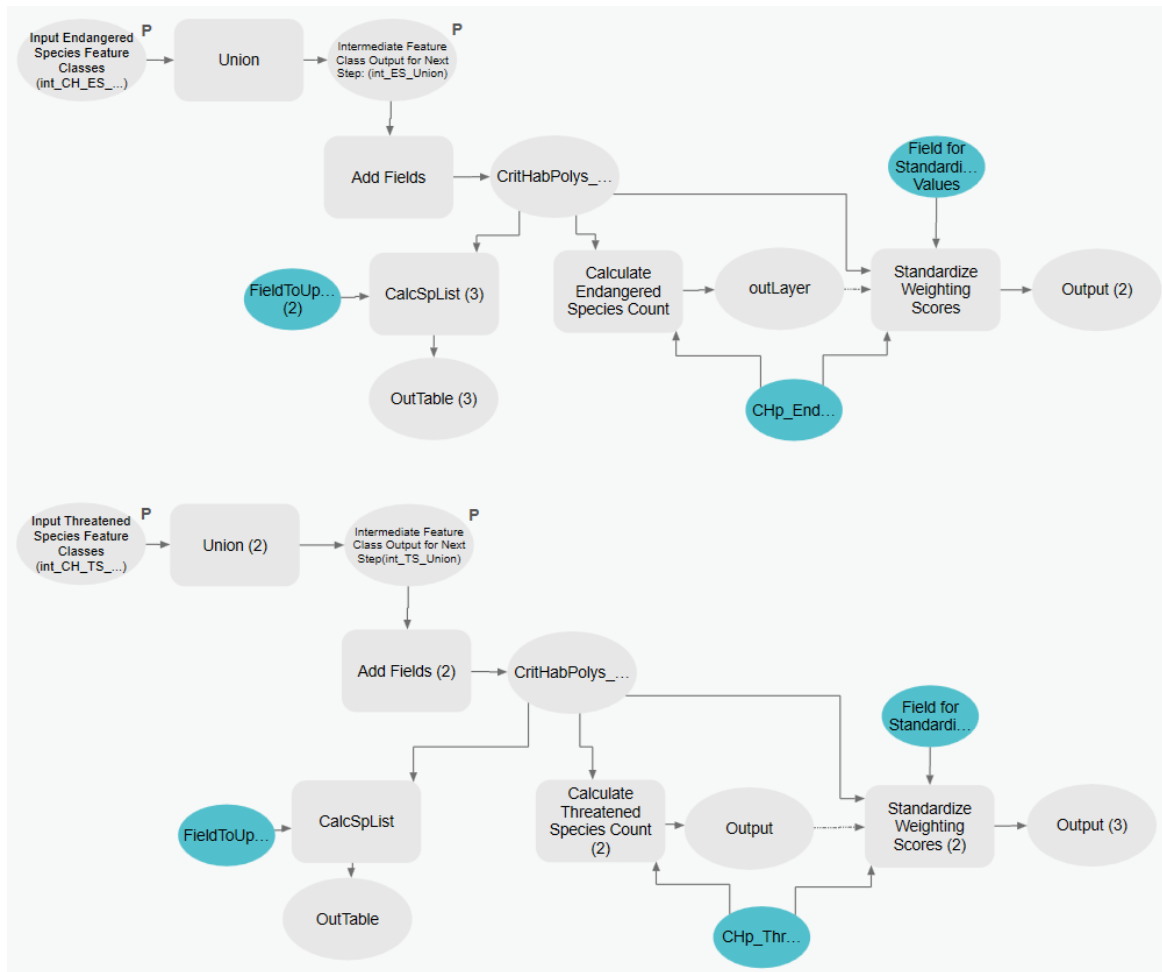 Input Endangered
Species Feature
Classes
(int_CH_ES_...)
P
Union
Intermediate Feature
Class Output for Next
Step: (int_ES_Union)
P
Add Fields
CritHabPolys_...
Field for
Standardi...
Values
FieldToUp...
(2)
CalcSpList (3)
Calculate
Endangered
Species Count
outLayer
Standardize
Weighting
Scores
Output (2)
OutTable (3)
CHp_End...
Input Threatened
Species Feature
Classes
(int_CH_TS_...)
P
Union (2)
Intermediate Feature
Class Output for Next
Step(int_TS_Union)
P
Add Fields (2)
CritHabPolys_...
Field for
Standardi...
FieldToUp...
CalcSpList
Calculate
Threatened
Species Count
(2)
Output
Standardize
Weighting
Scores (2)
Output (3)
OutTable
CHp_Thr...